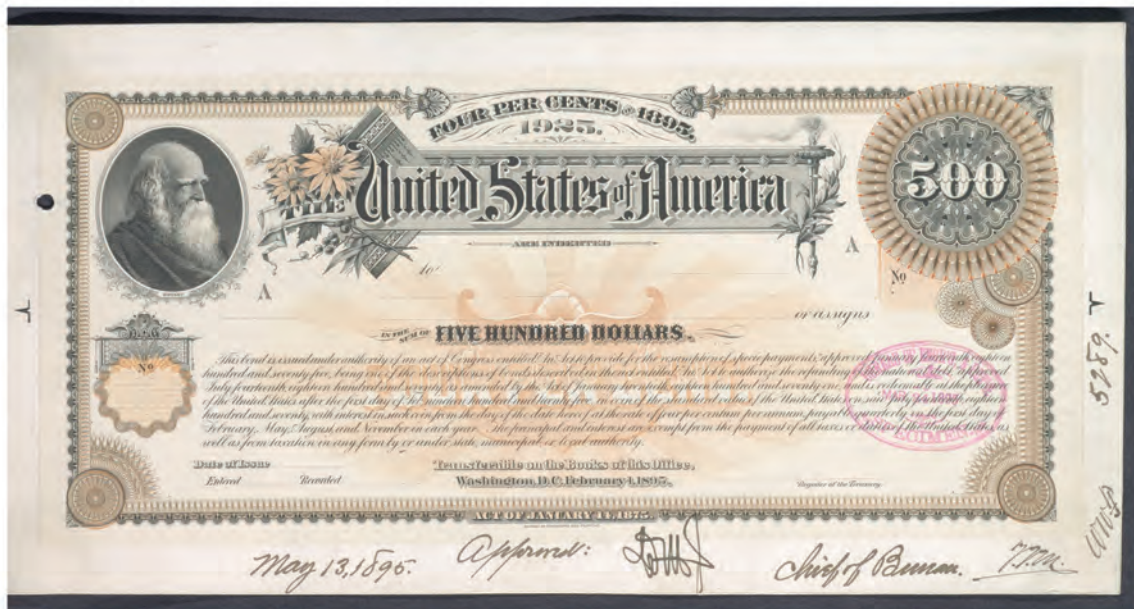 FOUR PER CENTS OF 1895.
1925.
THE United States of America
500
ARE INDEBTED
to
A
A
No
or assigns
IN THE SUM OF FIVE HUNDRED DOLLARS.
No
This bond is issued under authority of an act of Congress entitled "An Act to provide for the resumption of specie payments," approved January fourteenth, eighteen
hundred and seventy five, being one of the descriptions of bonds described in the act entitled "An Act to authorize the refunding of the national debt," approved
July fourteenth, eighteen hundred and seventy, as amended by the Act of January twentieth, eighteen hundred and seventy one, and is redeemable at the pleasure
of the United States after the first day of in coin of the standard value of the United States on said July fourteenth, eighteen
hundred and seventy, with interest in such coin from the day of the date hereof at the rate of four per centum per annum, payable quarterly on the first day of
February, May, August, and November in each year. The principal and interest are exempt from the payment of all taxes or duties of the United States, as
well as from taxation in any form by or under state, municipal, or local authority.
SPECIMEN
Date of Issue
Entered Recorded
Transferable on the Books of this Office,
Washington, D.C. February 1, 1895.
Register of the Treasury.
ACT OF JANUARY 14, 1875.
5289.
May 13, 1895. Approved: Chief of Bureau.